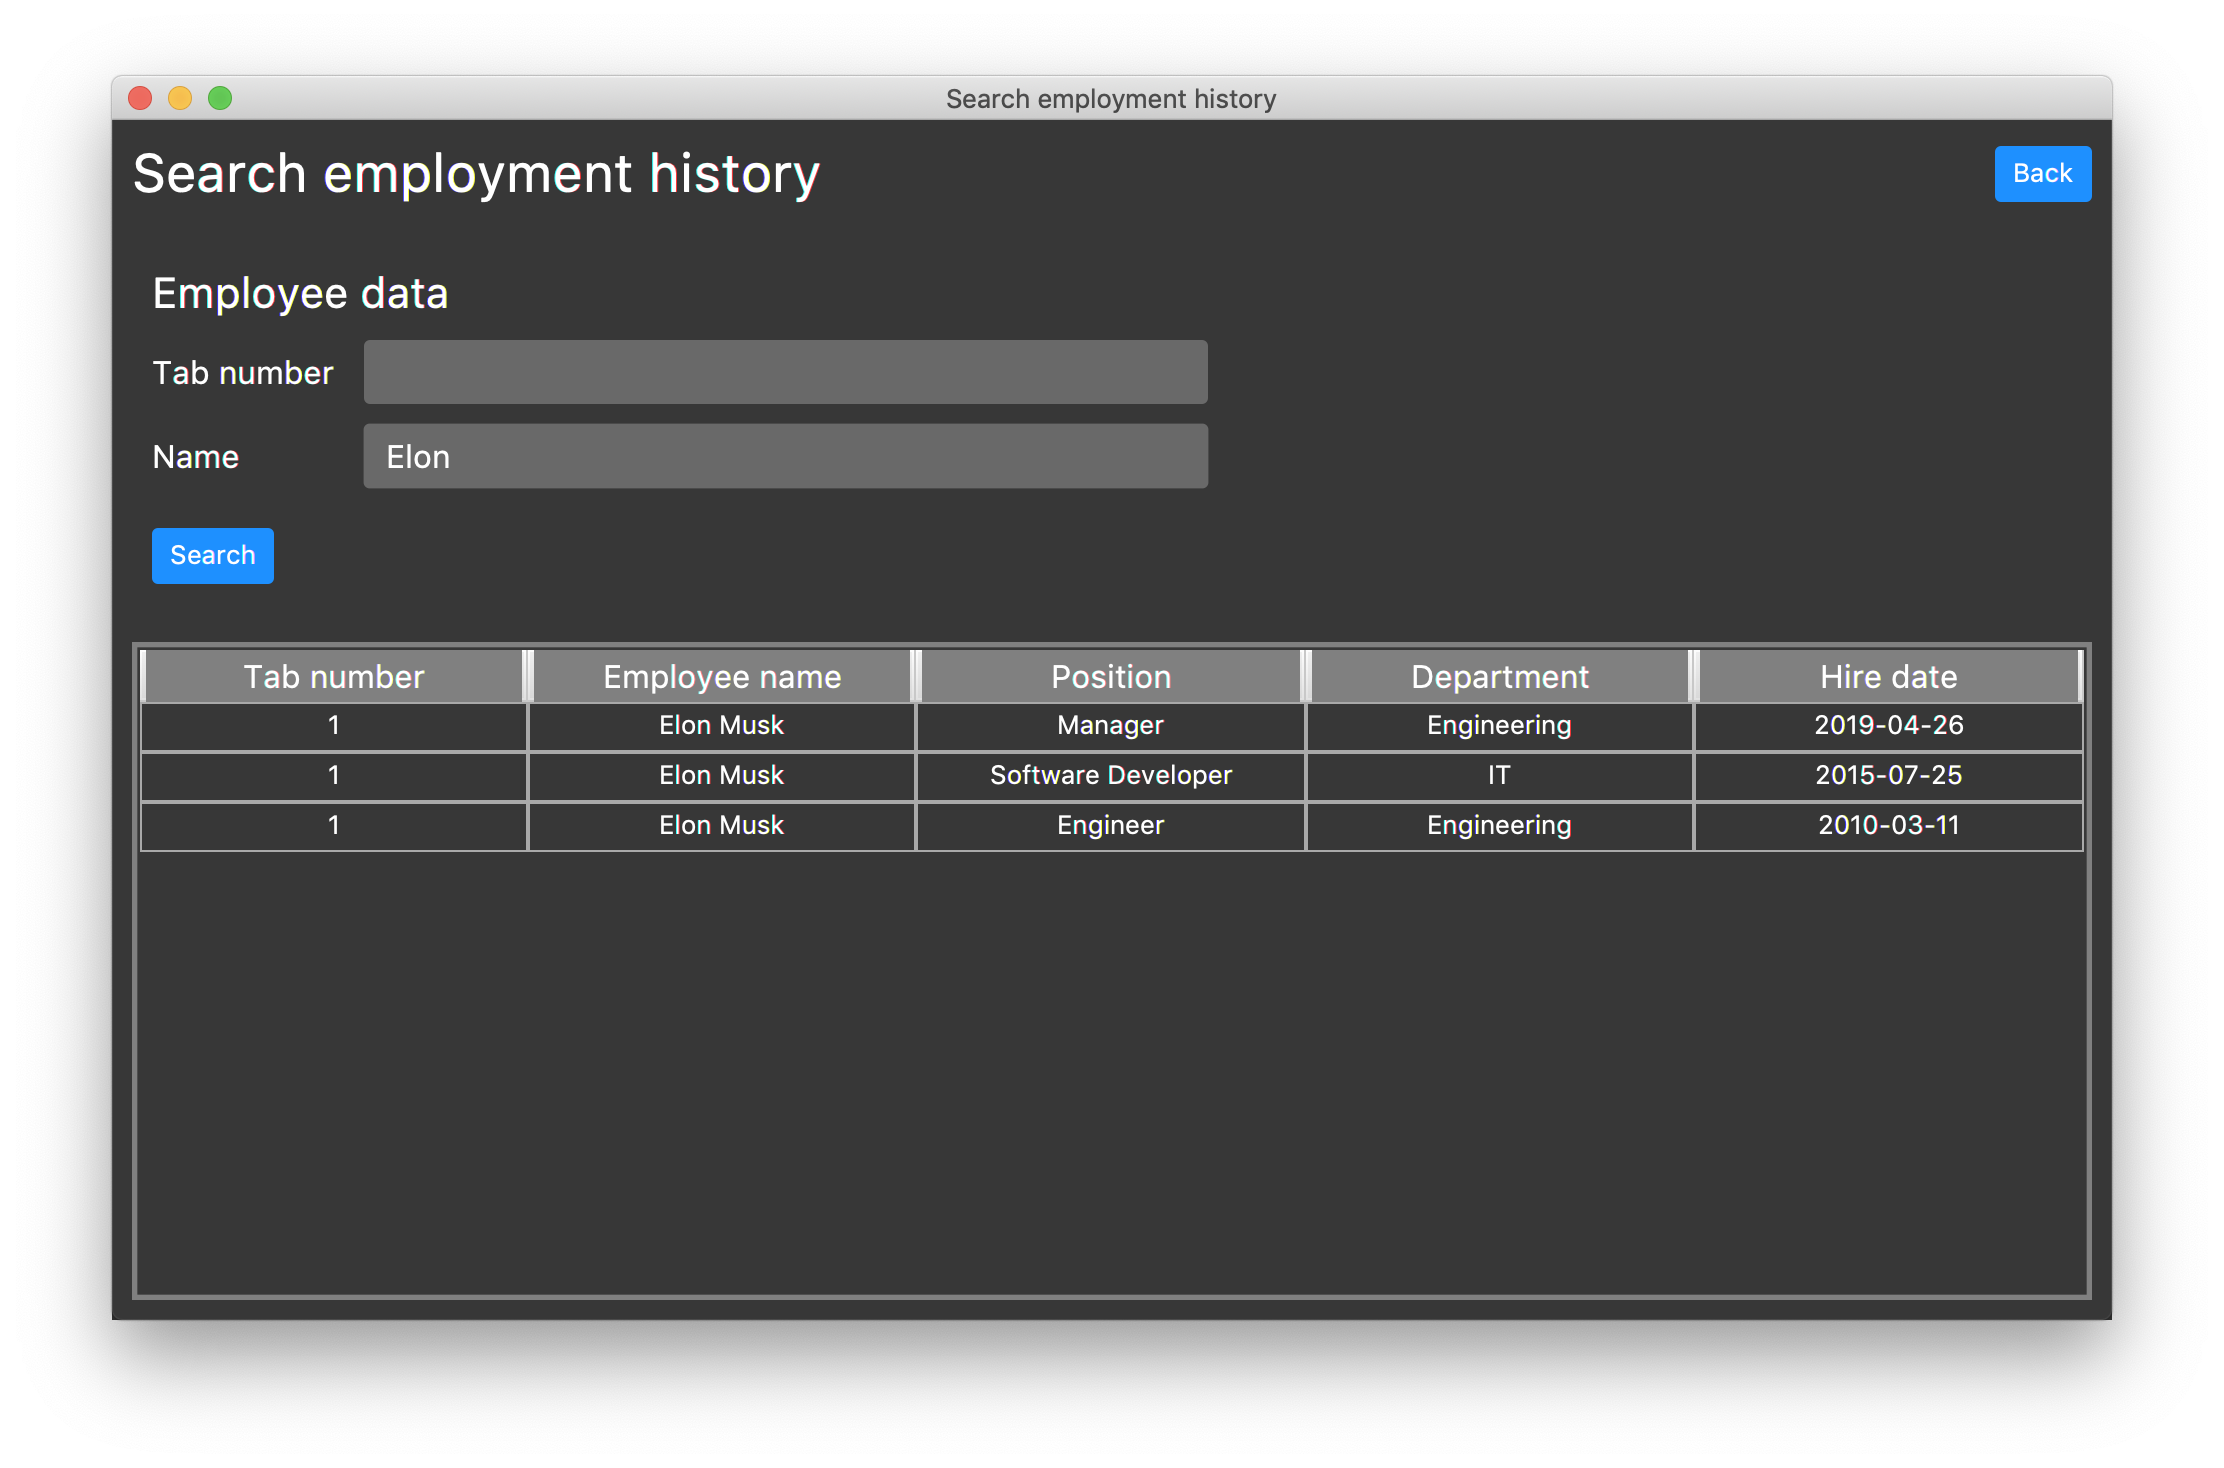 Search employment history
Search employment history
Back
Employee data
Tab number
Name Elon
Search
Tab number Employee name Position Department Hire date
1 Elon Musk Manager Engineering 2019-04-26
1 Elon Musk Software Developer IT 2015-07-25
1 Elon Musk Engineer Engineering 2010-03-11